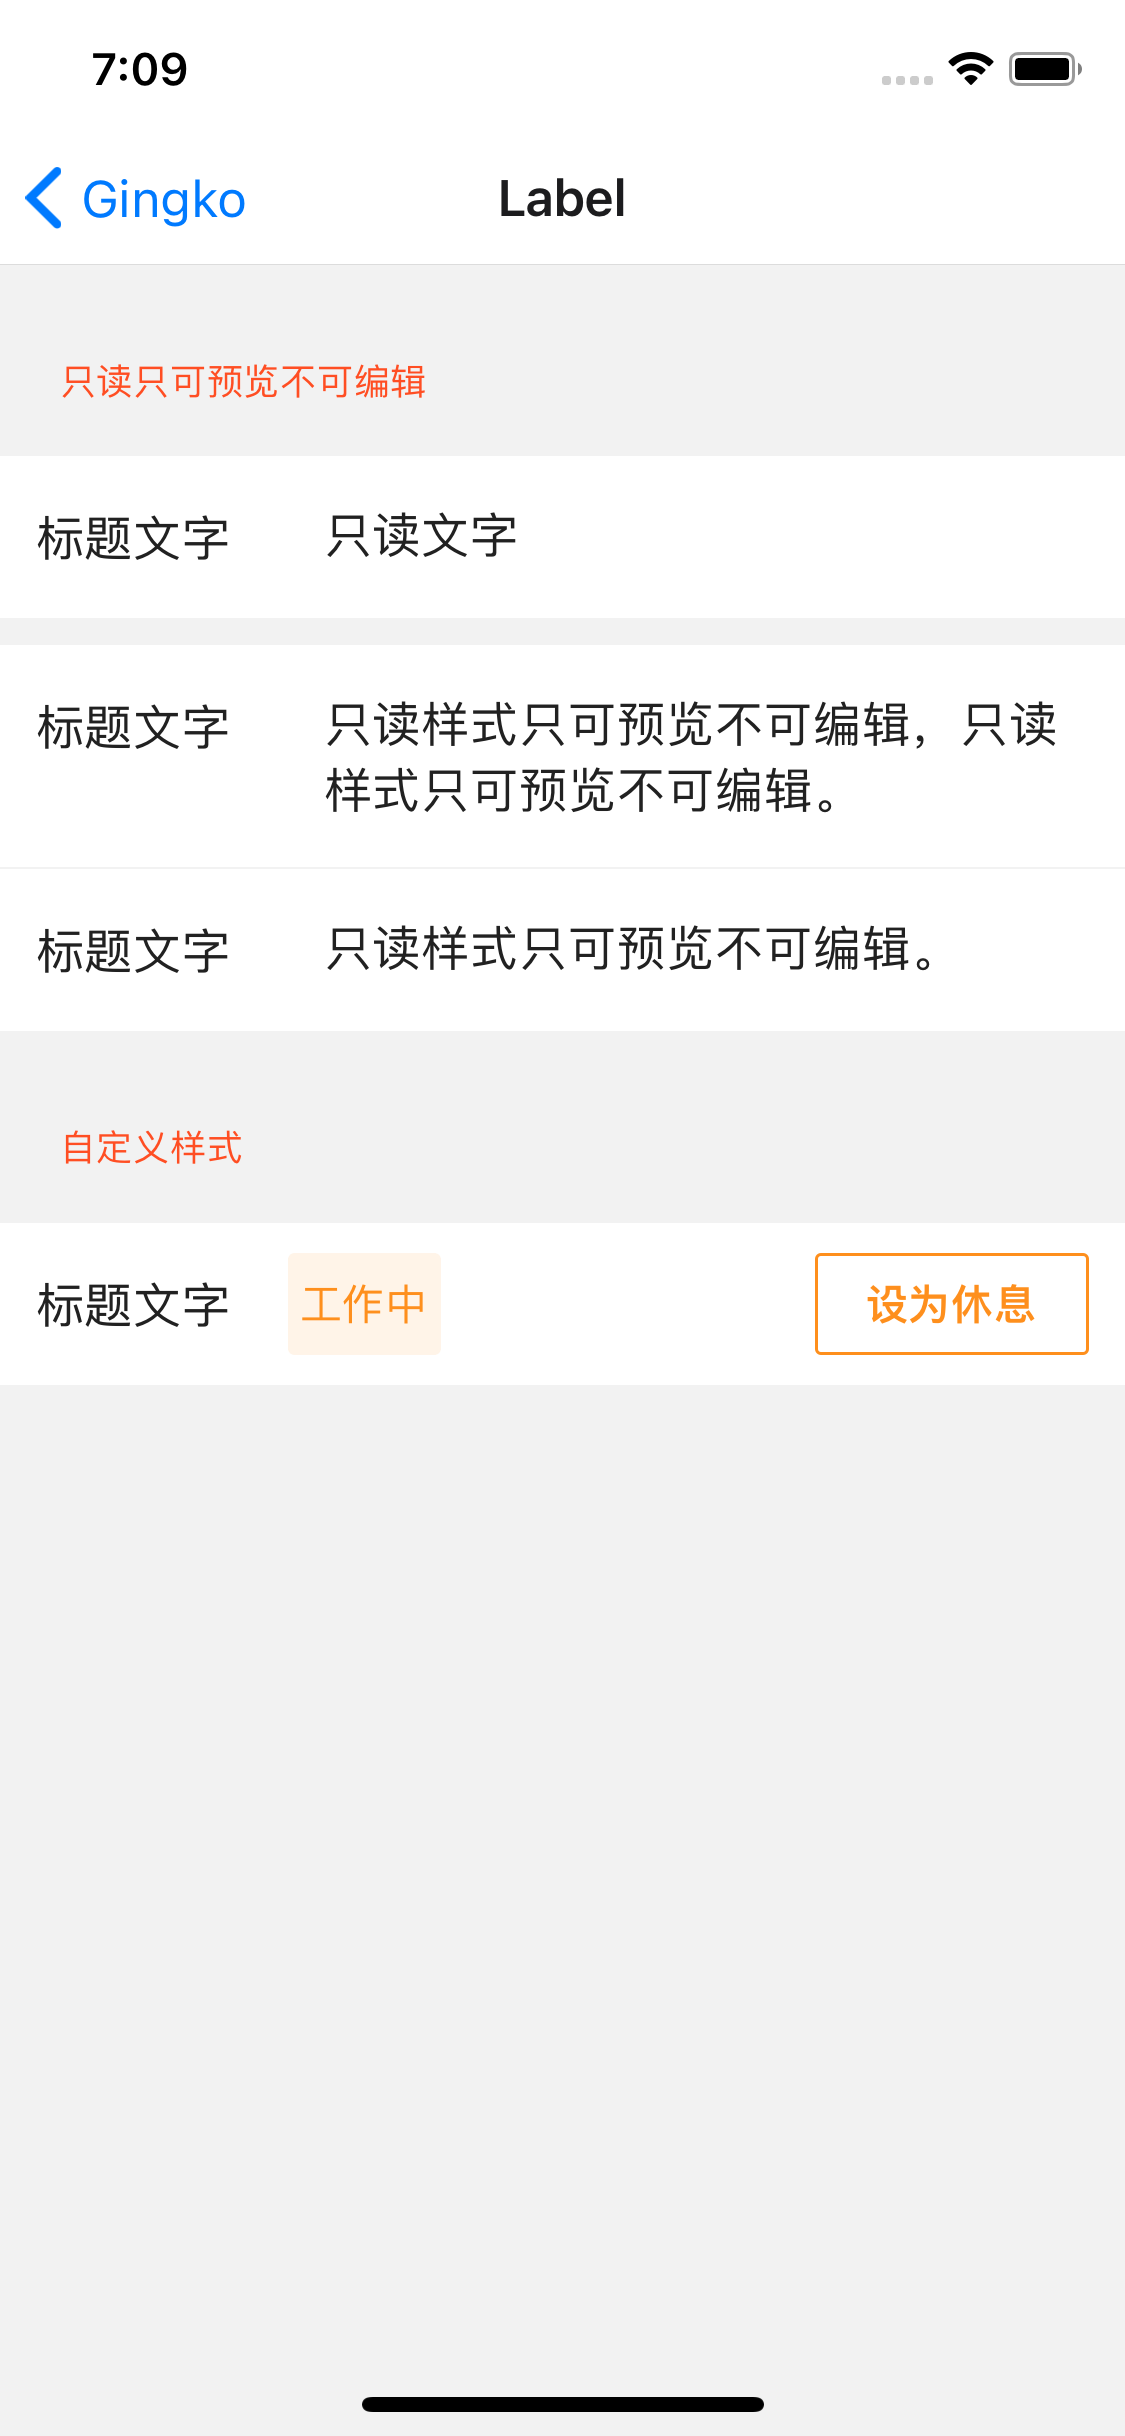 7:09
Gingko
Label
只读只可预览不可编辑
标题文字 只读文字
标题文字 只读样式只可预览不可编辑，只读
样式只可预览不可编辑。
标题文字 只读样式只可预览不可编辑。
自定义样式
标题文字 工作中 设为休息